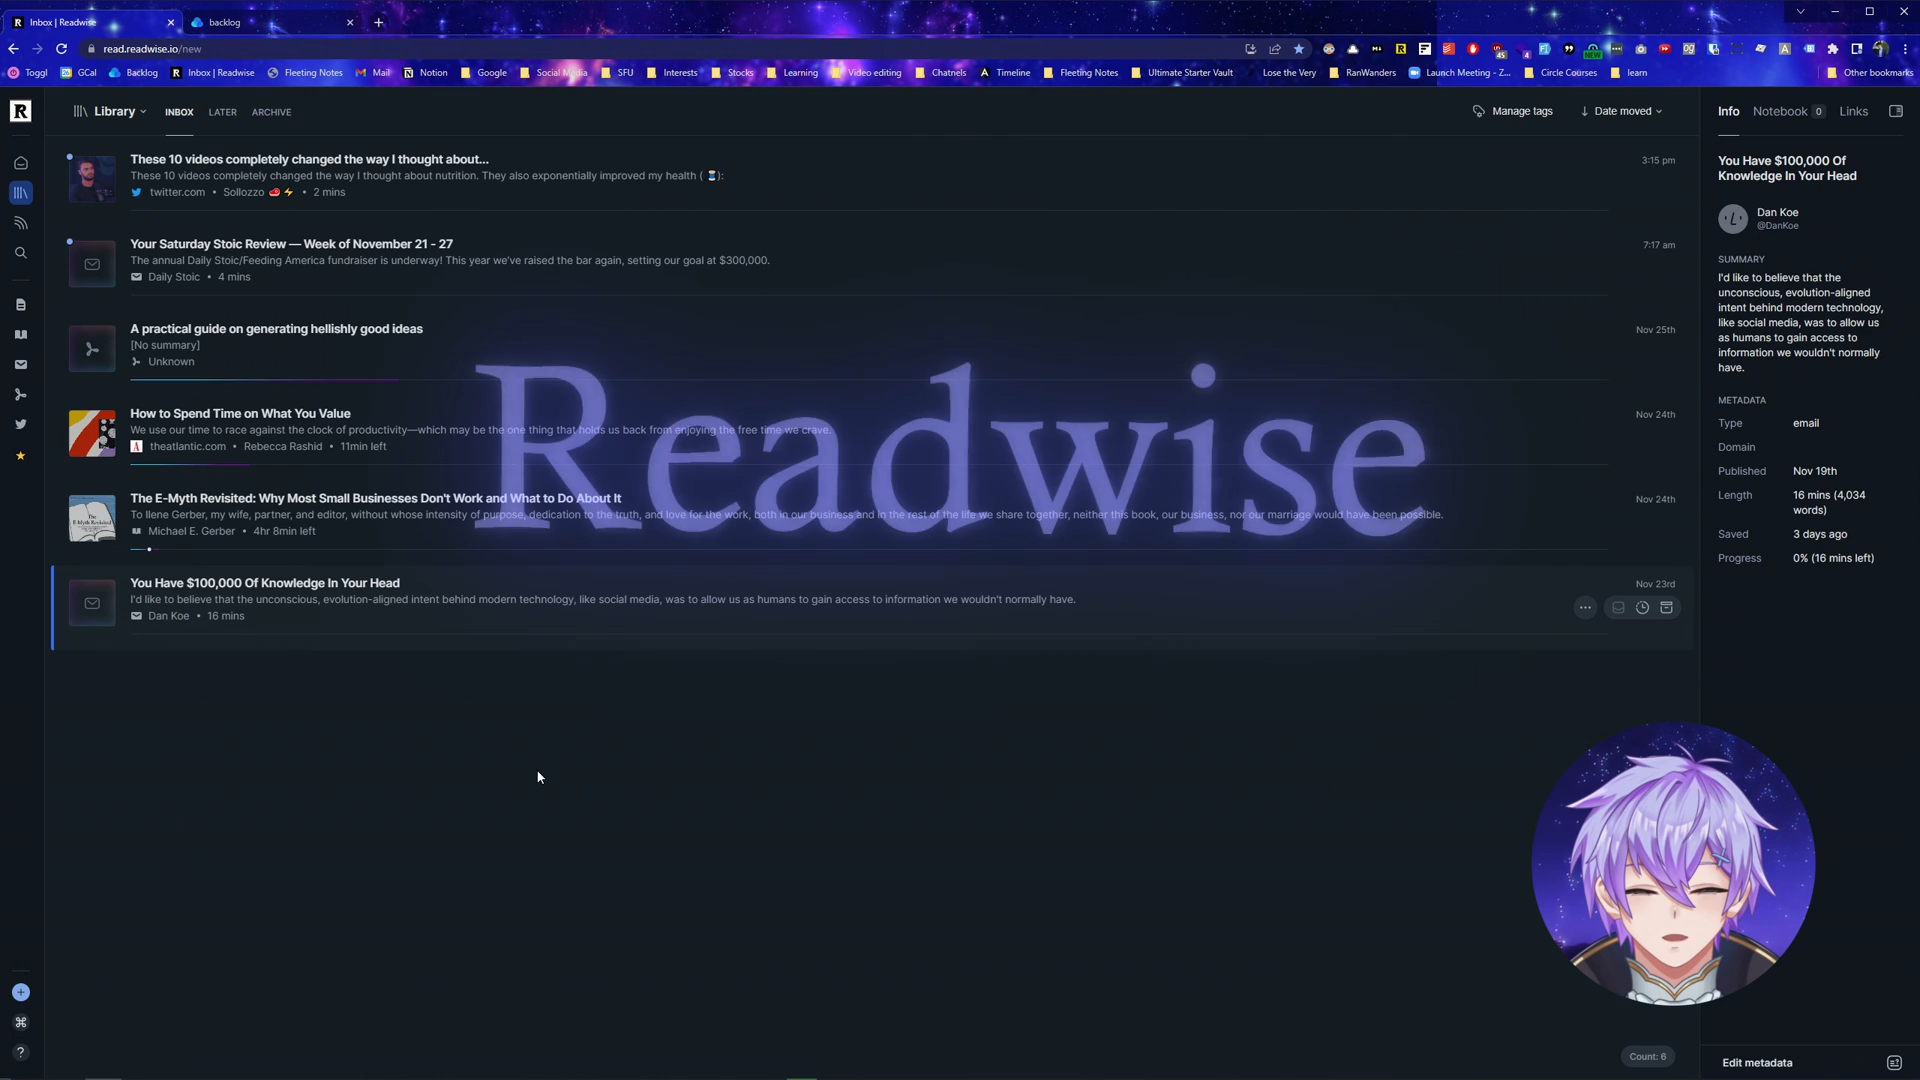 Inbox | Readwise
backlog
read.readwise.io/new
Toggl
GCal
Backlog
Inbox | Readwise
Fleeting Notes
Mail
Notion
Google
Social Media
SFU
Interests
Stocks
Learning
Video editing
Channels
Timeline
Fleeting Notes
Ultimate Starter Vault
Lose the Very
RanWanders
Launch Meeting - Z...
Circle Courses
learn
Other bookmarks
Library
INBOX
LATER
ARCHIVE
Manage tags
Date moved
These 10 videos completely changed the way I thought about...
3:15 pm
These 10 videos completely changed the way I thought about nutrition. They also exponentially improved my health ( 🧵):
twitter.com • Sollozzo 🥩⚡ • 2 mins
Your Saturday Stoic Review — Week of November 21 - 27
7:17 am
The annual Daily Stoic/Feeding America fundraiser is underway! This year we've raised the bar again, setting our goal at $300,000.
Daily Stoic • 4 mins
A practical guide on generating hellishly good ideas
Nov 25th
[No summary]
Unknown
How to Spend Time on What You Value
Nov 24th
We use our time to race against the clock of productivity—which may be the one thing that holds us back from enjoying the free time we crave.
theatlantic.com • Rebecca Rashid • 11min left
The E-Myth Revisited: Why Most Small Businesses Don't Work and What to Do About It
Nov 24th
To Ilene Gerber, my wife, partner, and editor, without whose intensity of purpose, dedication to the truth, and love for the work, both in our business and in the rest of the life we share together, neither this book, our business, nor our marriage would have been possible.
Michael E. Gerber • 4hr 8min left
You Have $100,000 Of Knowledge In Your Head
Nov 23rd
I'd like to believe that the unconscious, evolution-aligned intent behind modern technology, like social media, was to allow us as humans to gain access to information we wouldn't normally have.
Dan Koe • 16 mins
Readwise
Count: 6
Info
Notebook 0
Links
You Have $100,000 Of
Knowledge In Your Head
Dan Koe
@DanKoe
SUMMARY
I'd like to believe that the
unconscious, evolution-aligned
intent behind modern technology,
like social media, was to allow us
as humans to gain access to
information we wouldn't normally
have.
METADATA
Type email
Domain
Published Nov 19th
Length 16 mins (4,034
words)
Saved 3 days ago
Progress 0% (16 mins left)
Edit metadata